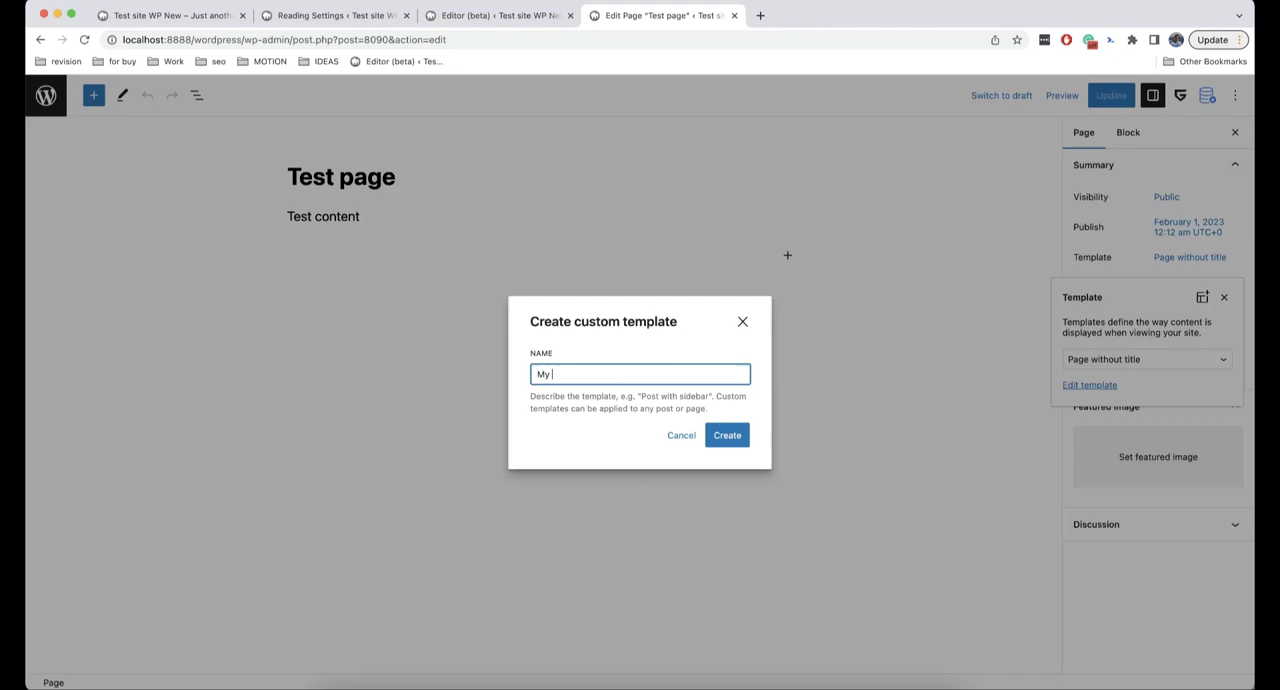 Test site WP New – Just anoth
Reading Settings ‹ Test site W
Editor (beta) ‹ Test site WP Ne
Edit Page "Test page" ‹ Test sit
localhost:8888/wordpress/wp-admin/post.php?post=8090&action=edit
Update
revision
for buy
Work
seo
MOTION
IDEAS
Editor (beta) ‹ Tes...
Other Bookmarks
Switch to draft
Preview
Update
Page
Block
Summary
Visibility
Public
Publish
February 1, 2023
12:12 am UTC+0
Template
Page without title
Test page
Test content
Template
Templates define the way content is
displayed when viewing your site.
Page without title
Edit template
Featured image
Set featured image
Discussion
Create custom template
NAME
My
Describe the template, e.g. "Post with sidebar". Custom
templates can be applied to any post or page.
Cancel
Create
Page